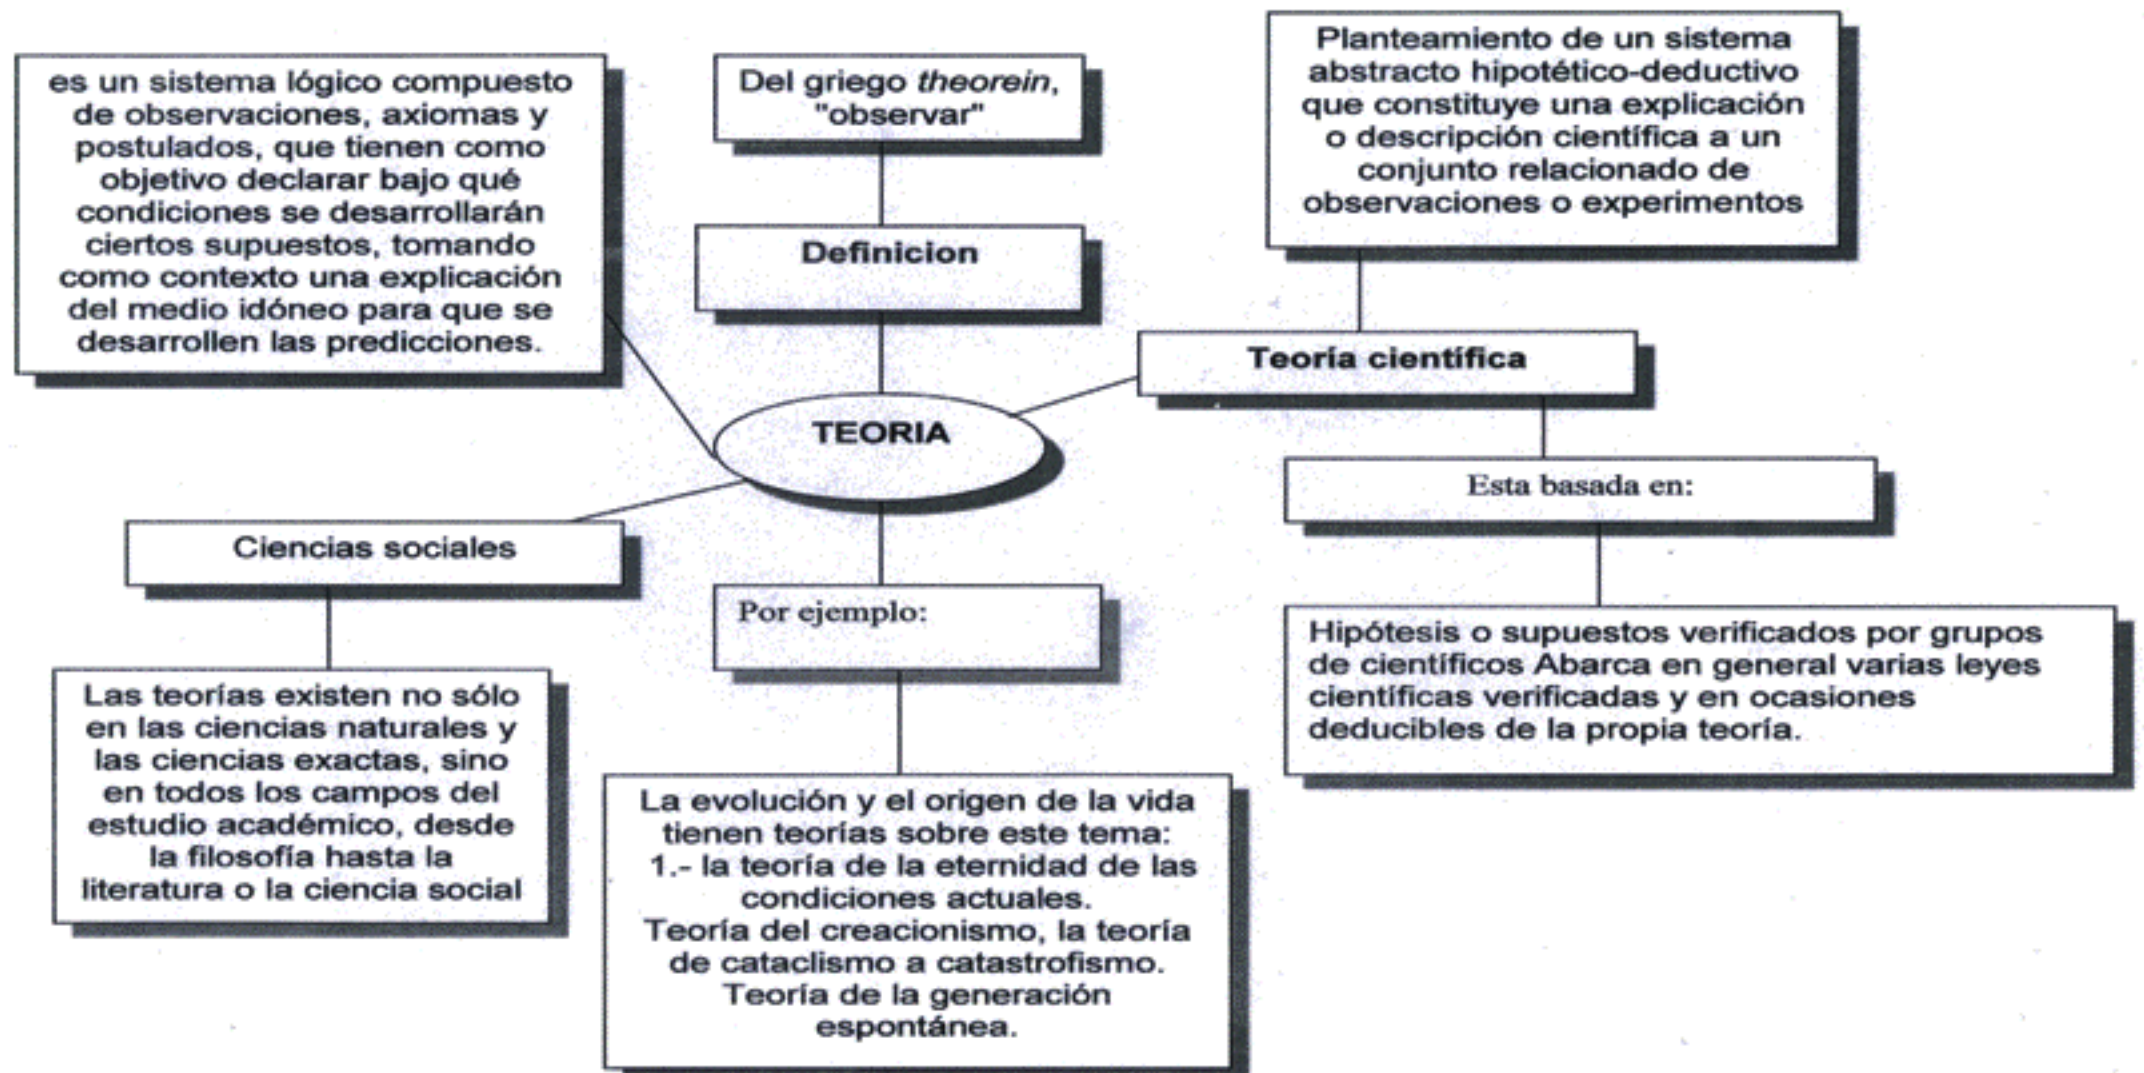 es un sistema lógico compuesto
de observaciones, axiomas y
postulados, que tienen como
objetivo declarar bajo qué
condiciones se desarrollarán
ciertos supuestos, tomando
como contexto una explicación
del medio idóneo para que se
desarrollen las predicciones.
Del griego theorein,
"observar"
Definicion
Planteamiento de un sistema
abstracto hipotético-deductivo
que constituye una explicación
o descripción científica a un
conjunto relacionado de
observaciones o experimentos
Teoría científica
TEORIA
Esta basada en:
Hipótesis o supuestos verificados por grupos
de científicos Abarca en general varias leyes
científicas verificadas y en ocasiones
deducibles de la propia teoría.
Ciencias sociales
Las teorías existen no sólo
en las ciencias naturales y
las ciencias exactas, sino
en todos los campos del
estudio académico, desde
la filosofía hasta la
literatura o la ciencia social
Por ejemplo:
La evolución y el origen de la vida
tienen teorías sobre este tema:
1.- la teoría de la eternidad de las
condiciones actuales.
Teoría del creacionismo, la teoría
de cataclismo a catastrofismo.
Teoría de la generación
espontánea.